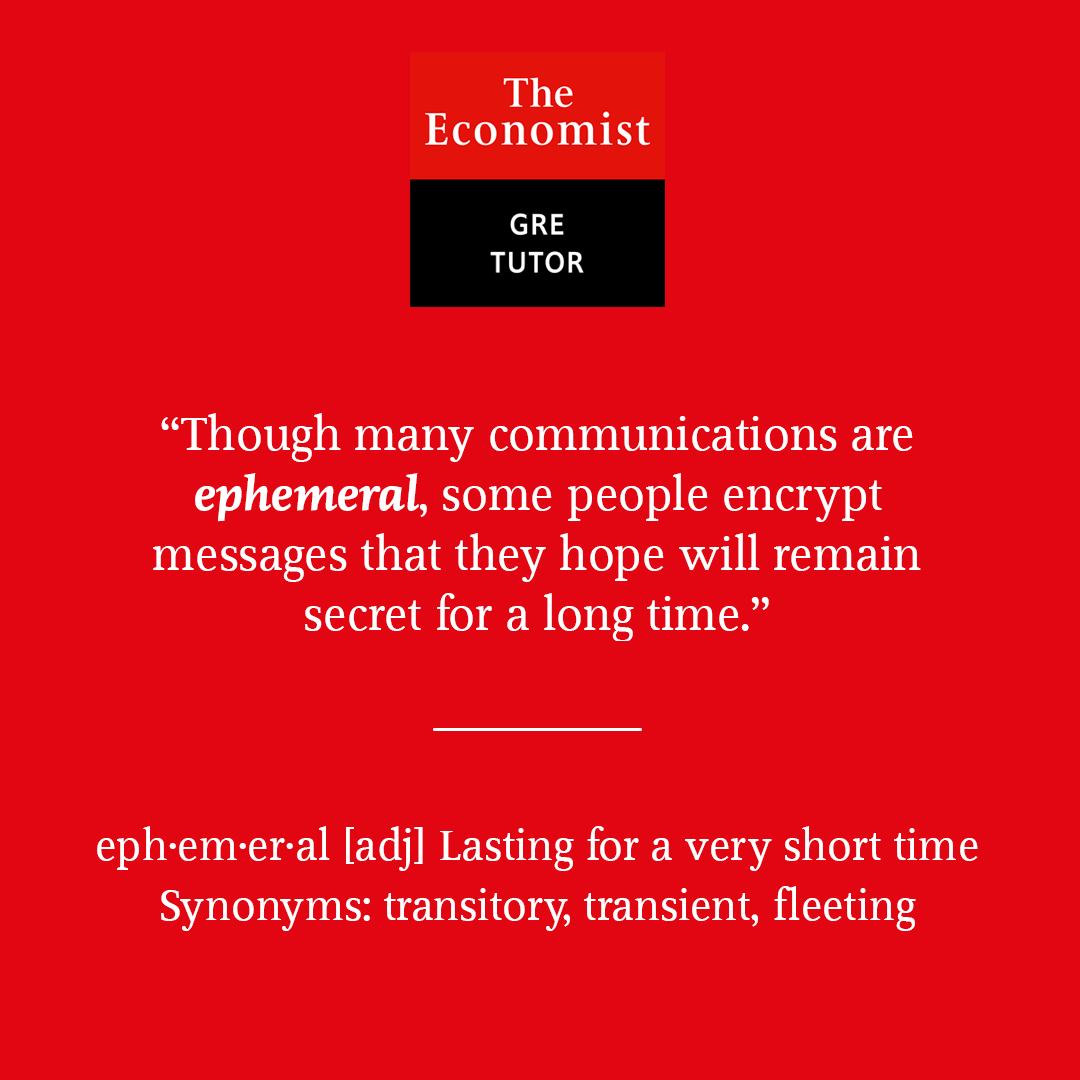 The
Economist
GRE
TUTOR
“Though many communications are
ephemeral, some people encrypt
messages that they hope will remain
secret for a long time.”
eph·em·er·al [adj] Lasting for a very short time
Synonyms: transitory, transient, fleeting